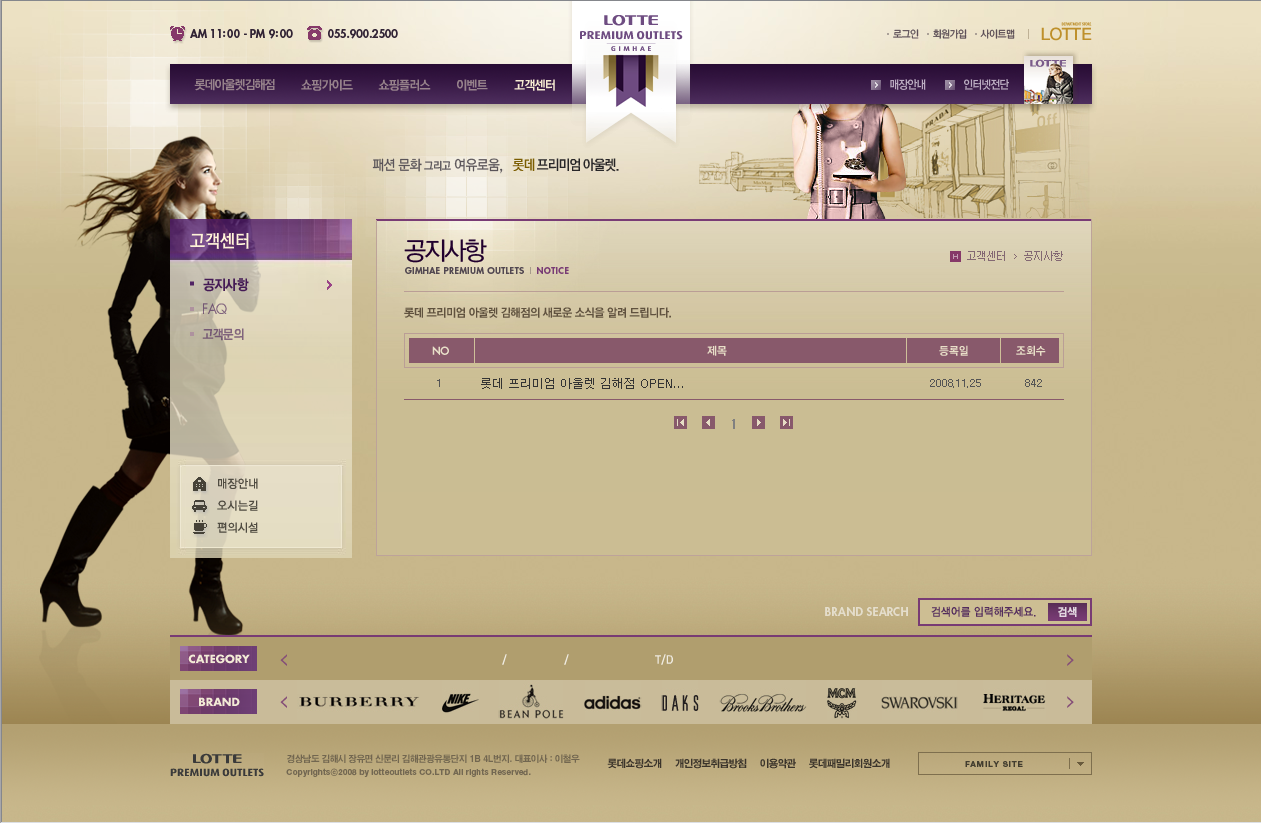 AM 11:00 - PM 9:00 055.900.2500
LOTTE
PREMIUM OUTLETS
GIMHAE
· 로그인 · 회원가입 · 사이트맵
LOTTE
롯데아울렛김해점 쇼핑가이드 쇼핑플러스 이벤트 고객센터
매장안내 인터넷전단
LOTTE
PRADA
Off
패션 문화 그리고 여유로움, 롯데 프리미엄 아울렛.
고객센터
공지사항
FAQ
고객문의
매장안내
오시는길
편의시설
공지사항
GIMHAE PREMIUM OUTLETS | NOTICE
H 고객센터 > 공지사항
롯데 프리미엄 아울렛 김해점의 새로운 소식을 알려 드립니다.
NO 제목 등록일 조회수
1 롯데 프리미엄 아울렛 김해점 OPEN... 2008,11,25 842
1
BRAND SEARCH 검색어를 입력해주세요. 검색
CATEGORY / / T/D
BRAND BURBERRY NIKE BEAN POLE adidas DAKS Brooks Brothers MCM SWAROVSKI HERITAGE REGAL
LOTTE
PREMIUM OUTLETS
경상남도 김해시 장유면 신문리 김해관광유통단지 1B 4L번지. 대표이사 : 이철우
Copyrights@2008 by lotteoutlets CO.LTD All rights Reserved.
롯데쇼핑소개 개인정보취급방침 이용약관 롯데패밀리회원소개
FAMILY SITE